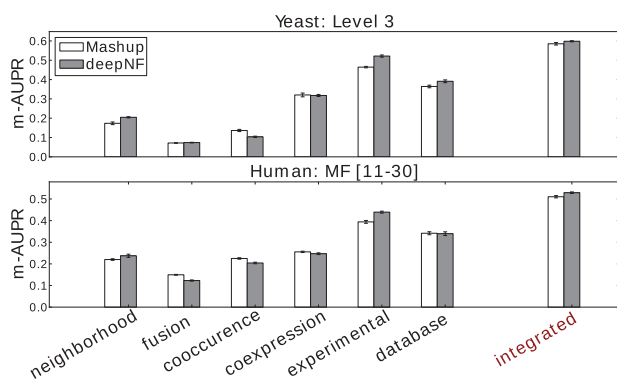 Yeast: Level 3
Mashup
deepNF
m-AUPR
0.6
0.5
0.4
0.3
0.2
0.1
0.0
Human: MF [11-30]
m-AUPR
0.5
0.4
0.3
0.2
0.1
0.0
neighborhood
fusion
cooccurence
coexpression
experimental
database
integrated